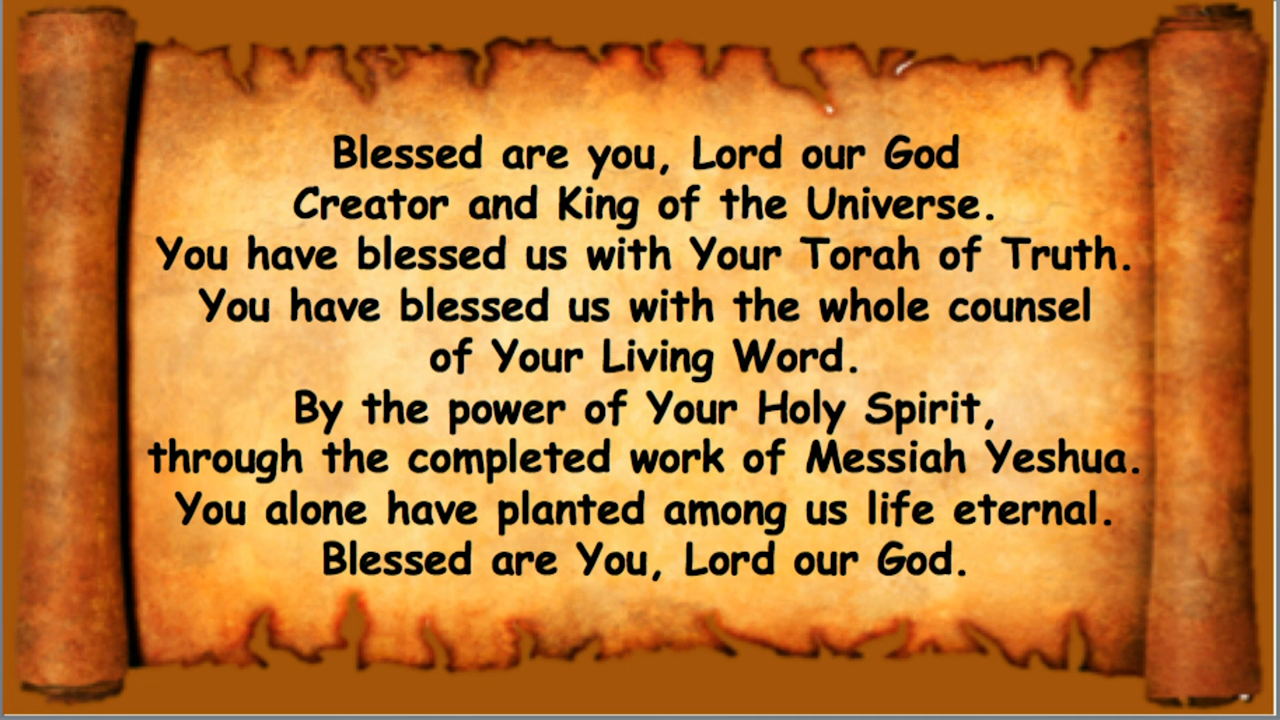 Blessed are you, Lord our God
Creator and King of the Universe.
You have blessed us with Your Torah of Truth.
You have blessed us with the whole counsel
of Your Living Word.
By the power of Your Holy Spirit,
through the completed work of Messiah Yeshua.
You alone have planted among us life eternal.
Blessed are You, Lord our God.